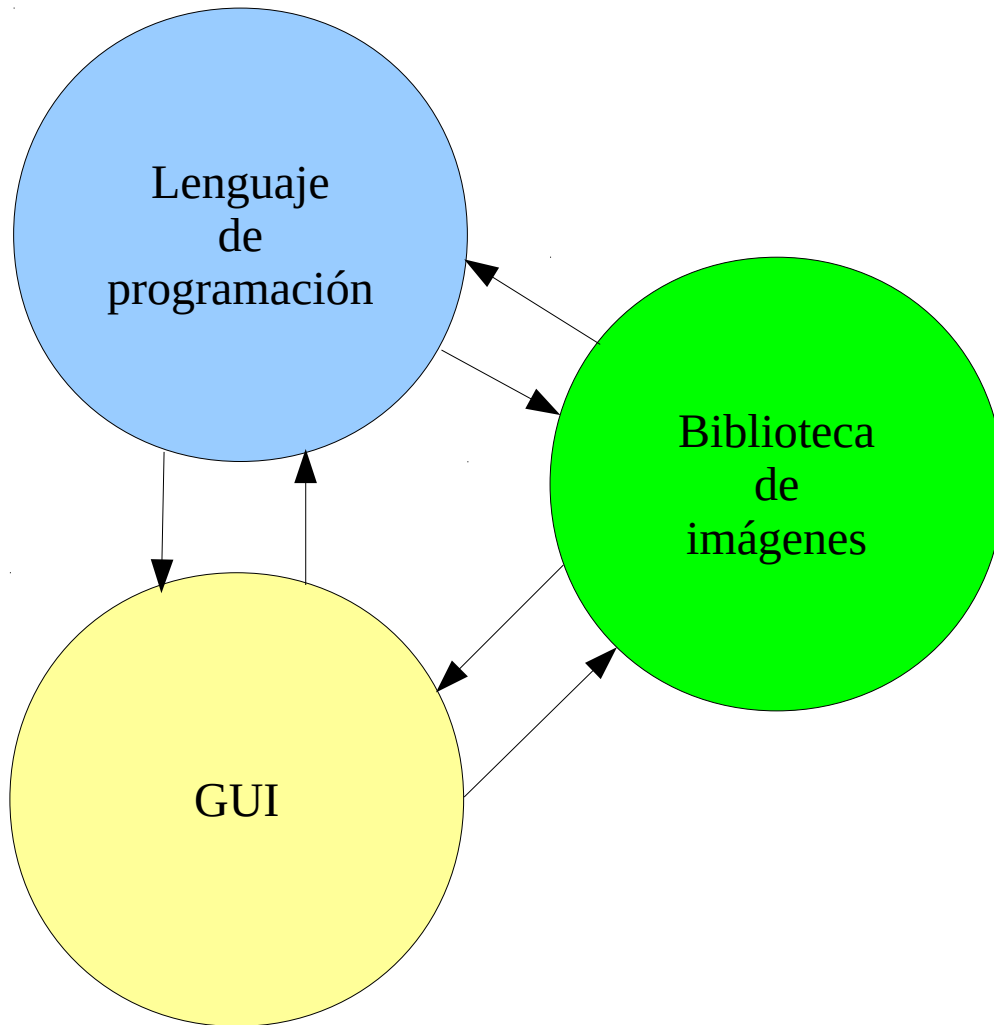 Lenguaje
de
programación
Biblioteca
de
imágenes
GUI